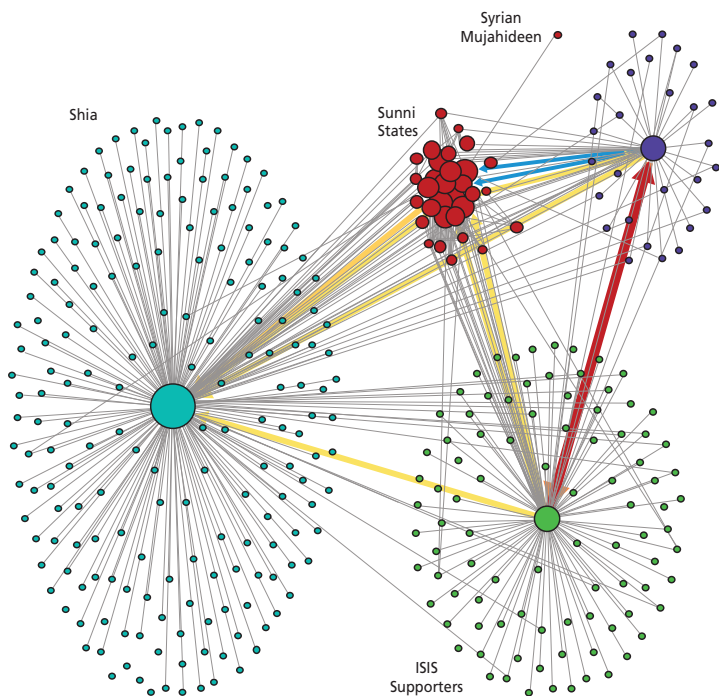 Syrian
Mujahideen
Shia
Sunni
States
ISIS
Supporters